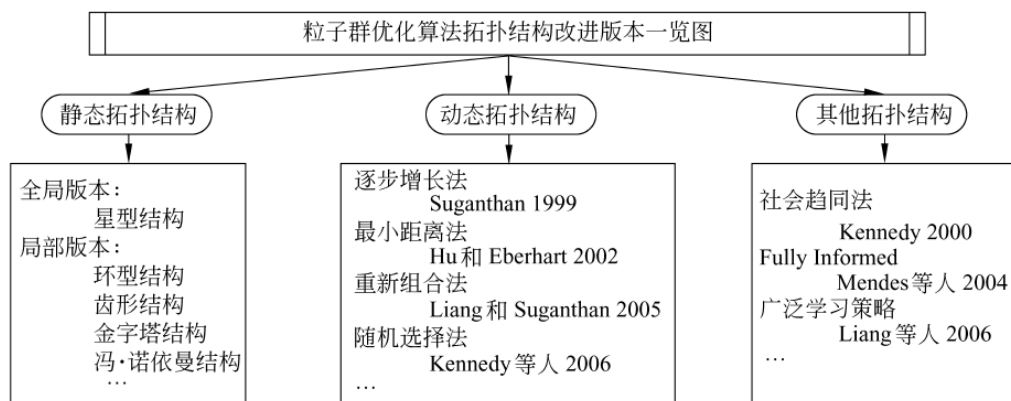 粒子群优化算法拓扑结构改进版本一览图
静态拓扑结构
全局版本：
星型结构
局部版本：
环型结构
齿形结构
金字塔结构
冯·诺依曼结构
…
动态拓扑结构
逐步增长法
Suganthan 1999
最小距离法
Hu和 Eberhart 2002
重新组合法
Liang和 Suganthan 2005
随机选择法
Kennedy等人 2006
…
其他拓扑结构
社会趋同法
Kennedy 2000
Fully Informed
Mendes等人 2004
广泛学习策略
Liang等人 2006
…